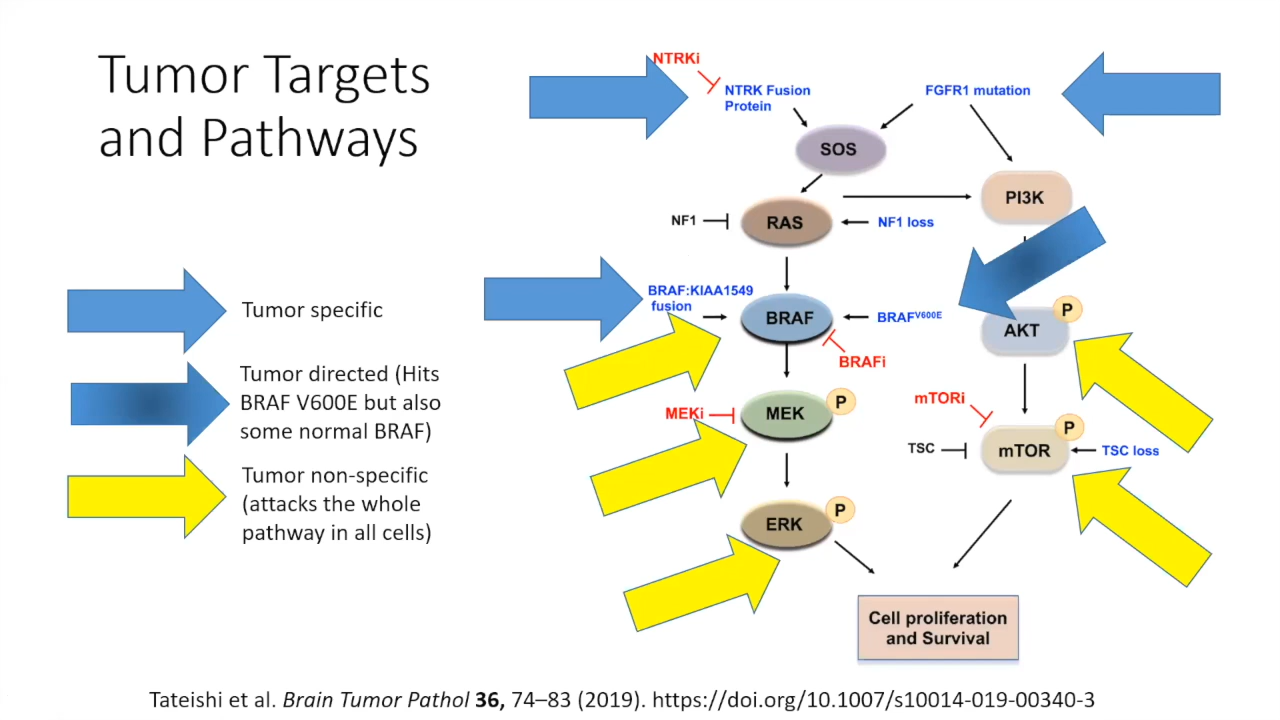 Tumor Targets
and Pathways
Tumor specific
Tumor directed (Hits
BRAF V600E but also
some normal BRAF)
Tumor non-specific
(attacks the whole
pathway in all cells)
NTRKi
NTRK Fusion
Protein
FGFR1 mutation
SOS
PI3K
NF1
RAS
NF1 loss
BRAF:KIAA1549
fusion
BRAF
BRAFV600E
BRAFi
AKT
P
MEKi
MEK
P
mTORi
TSC
mTOR
P
TSC loss
ERK
P
Cell proliferation
and Survival
Tateishi et al. Brain Tumor Pathol 36, 74–83 (2019). https://doi.org/10.1007/s10014-019-00340-3